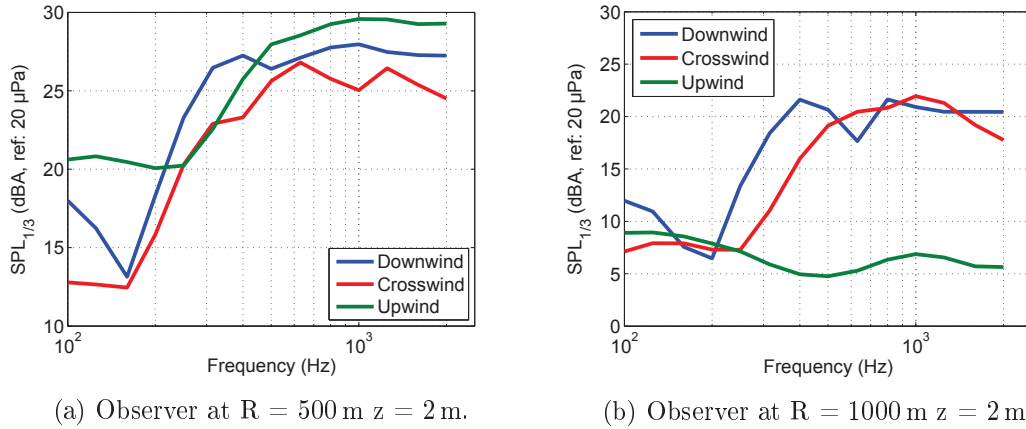 30
25
20
15
10
SPL1/3 (dBA, ref. 20 µPa)
Downwind
Crosswind
Upwind
10^2
10^3
Frequency (Hz)
(a) Observer at R = 500 m z = 2 m.
30
25
20
15
10
5
0
SPL1/3 (dBA, ref. 20 µPa)
Downwind
Crosswind
Upwind
10^2
10^3
Frequency (Hz)
(b) Observer at R = 1000 m z = 2 m